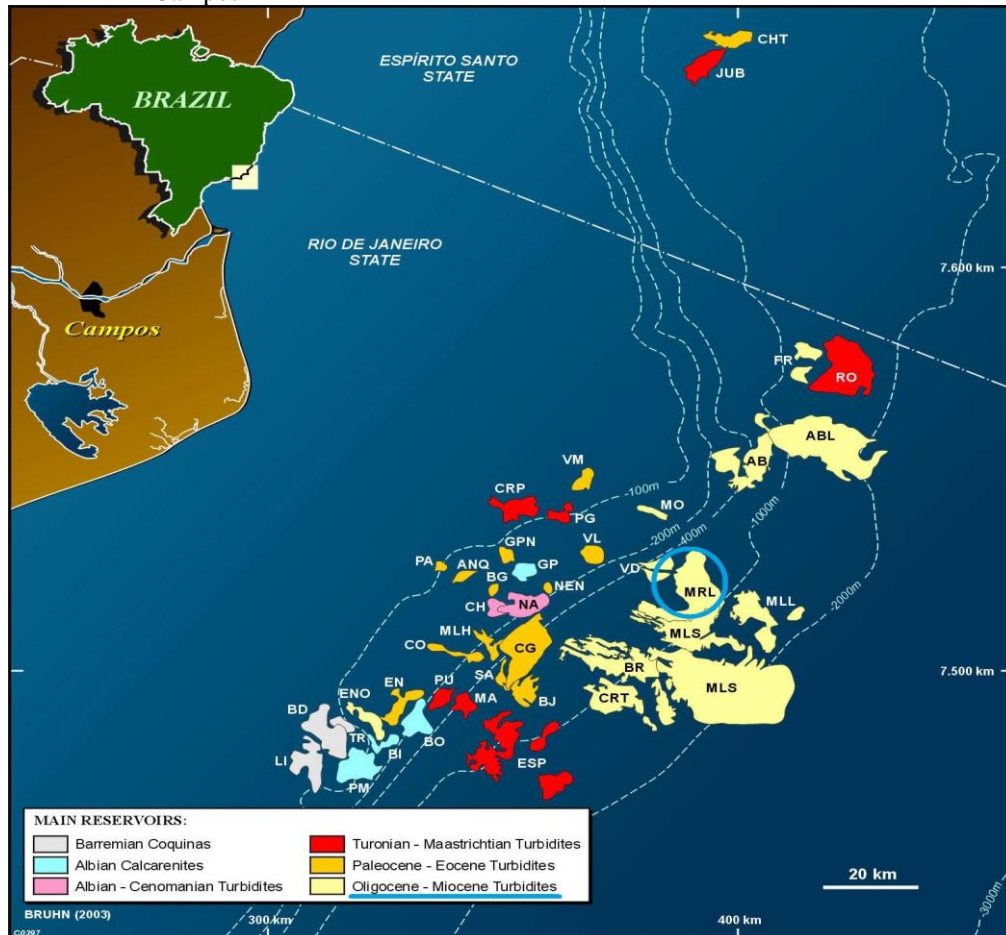 Campos
CHT
JUB
ESPÍRITO SANTO
STATE
BRAZIL
RIO DE JANEIRO
STATE
7.600 km
Campos
FR
RO
ABL
AB
VM
CRP
PG
-100m
MO
-200m
-400m
-1000m
-2000m
GPN
VL
PA
ANQ
GP
BG
NEN
VD
MRL
CH
NA
MLL
MLH
MLS
CO
CG
BR
7.500 km
SA
EN
PU
MA
BJ
CRT
MLS
ENO
BD
TR
BO
BI
LI
ESP
PM
MAIN RESERVOIRS:
Barremian Coquinas
Albian Calcarenites
Albian - Cenomanian Turbidites
Turonian - Maastrichtian Turbidites
Paleocene - Eocene Turbidites
Oligocene - Miocene Turbidites
20 km
-3000m
BRUHN (2003)
300 km
400 km